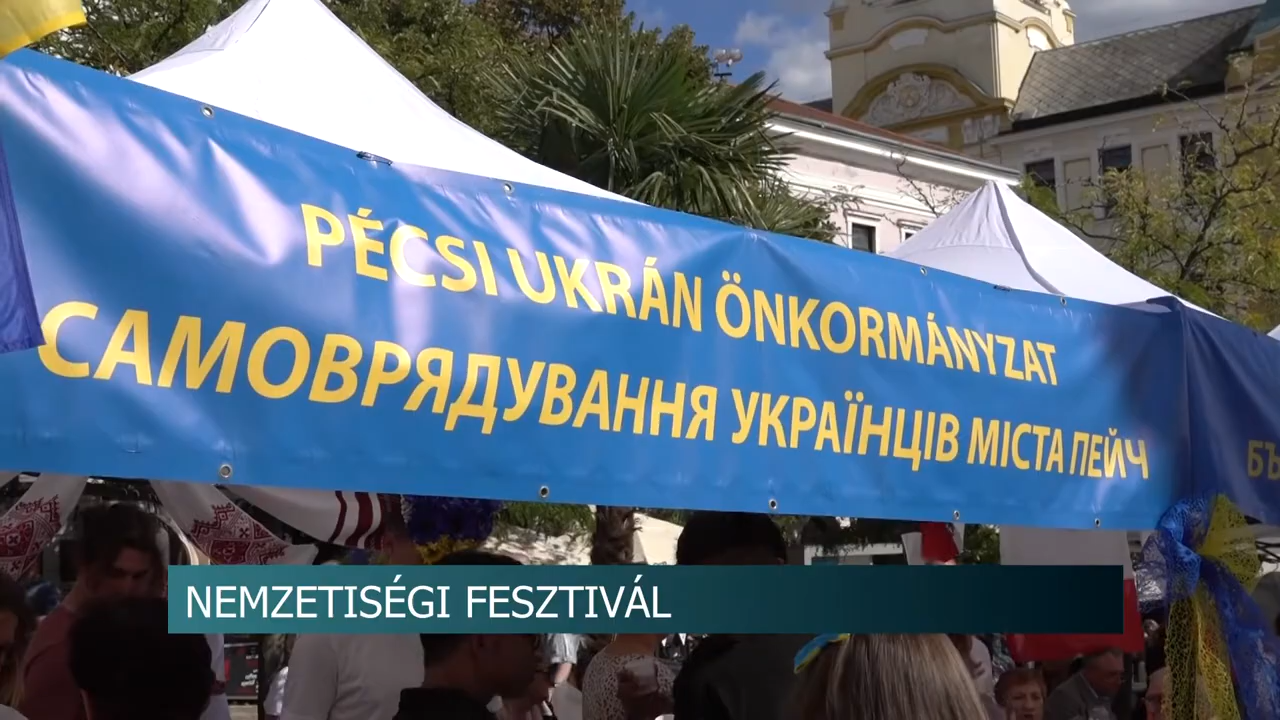 PÉCSI UKRÁN ÖNKORMÁNYZAT
САМОВРЯДУВАННЯ УКРАЇНЦІВ МІСТА ПЕЙЧ
NEMZETISÉGI FESZTIVÁL